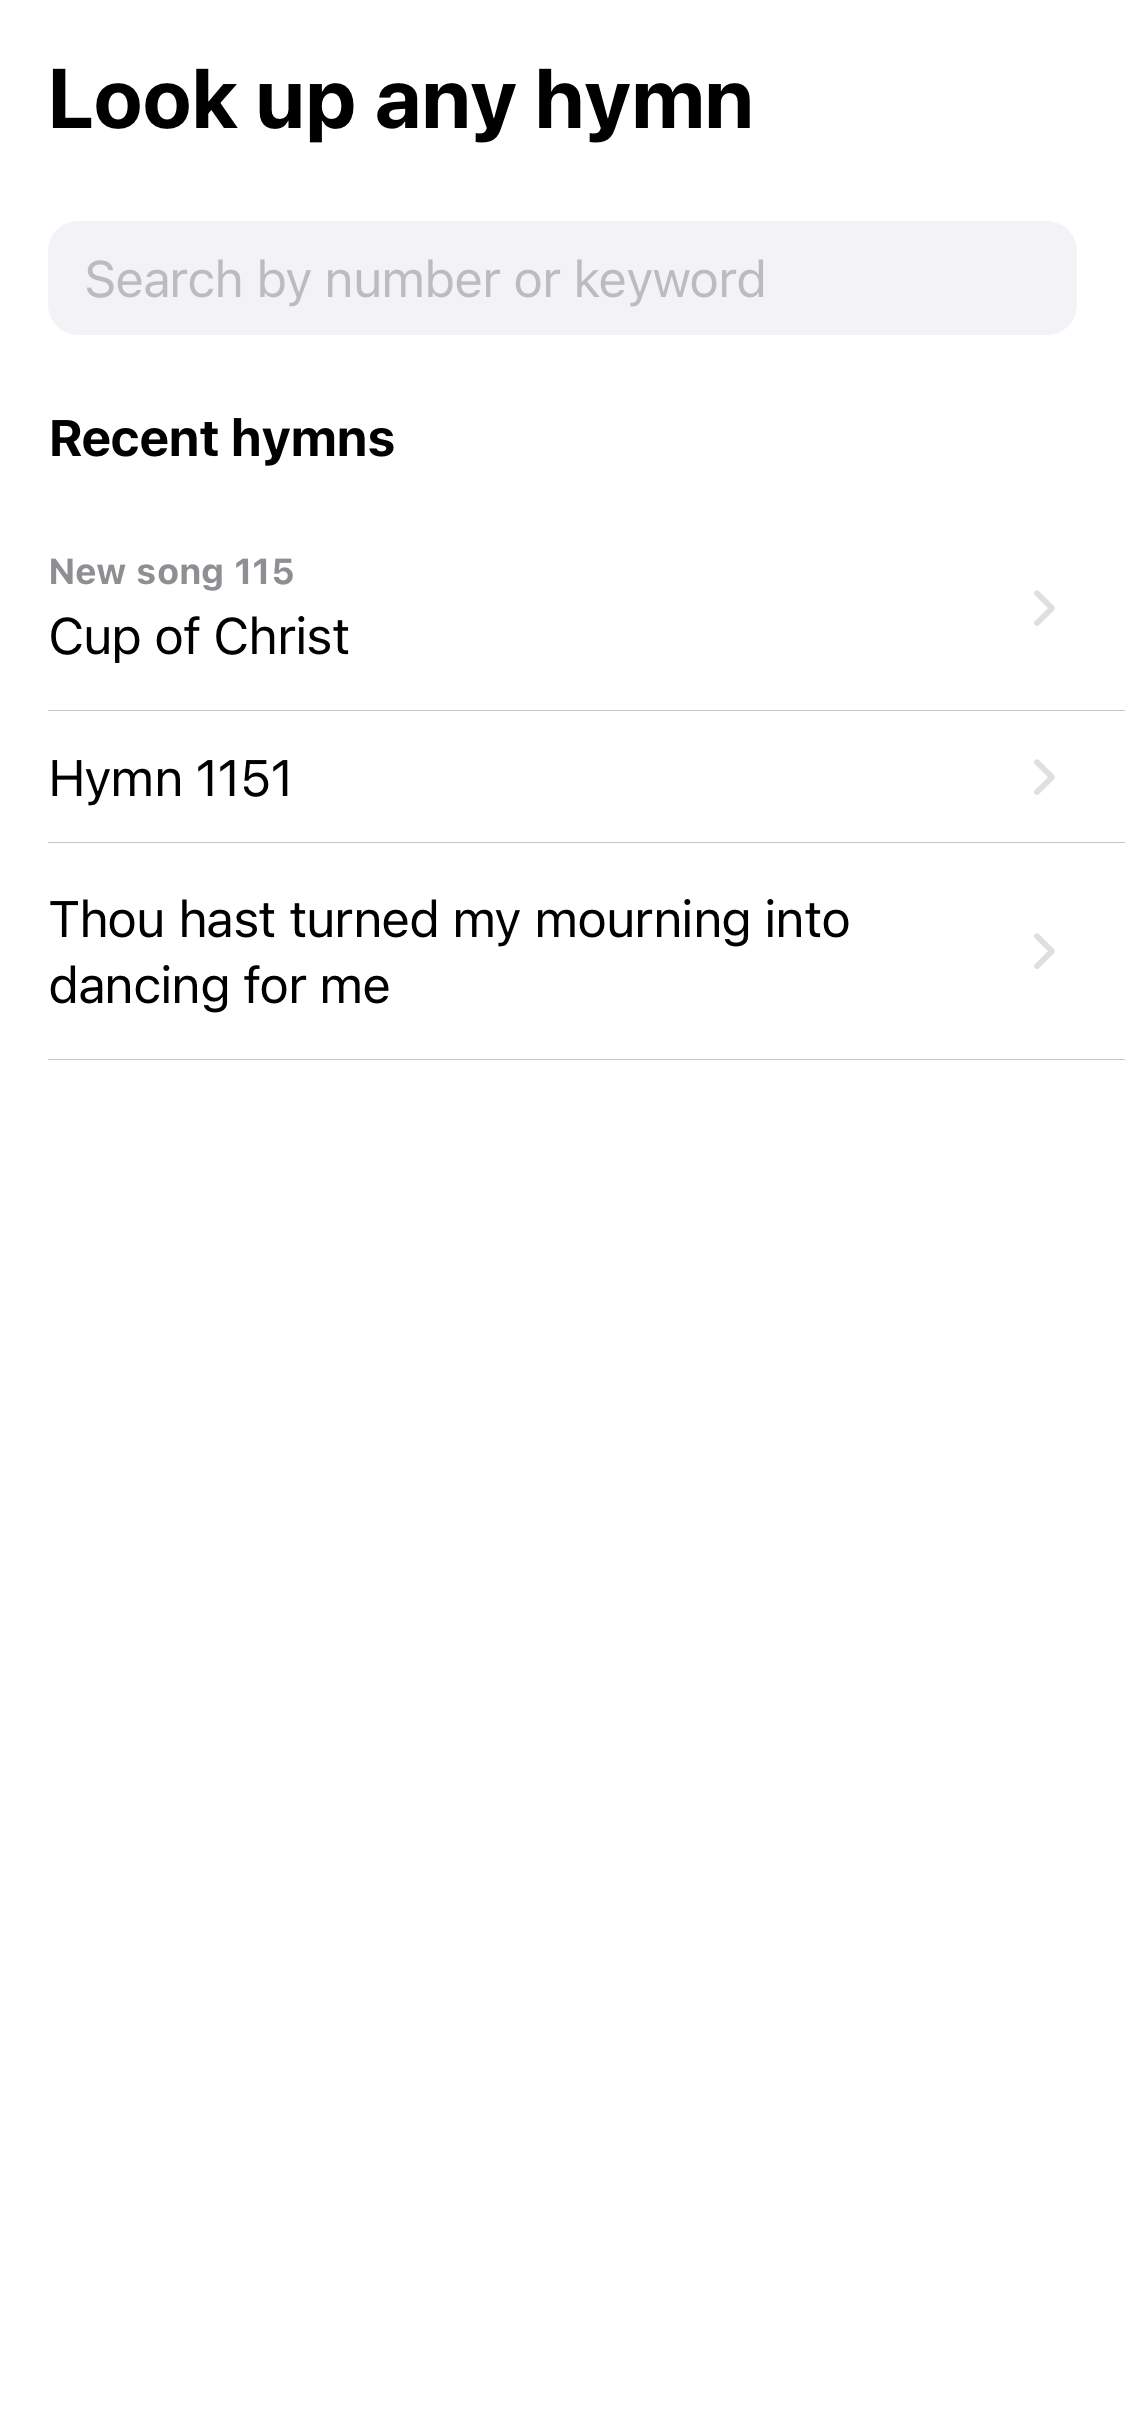 Look up any hymn
Search by number or keyword
Recent hymns
New song 115
Cup of Christ
Hymn 1151
Thou hast turned my mourning into
dancing for me